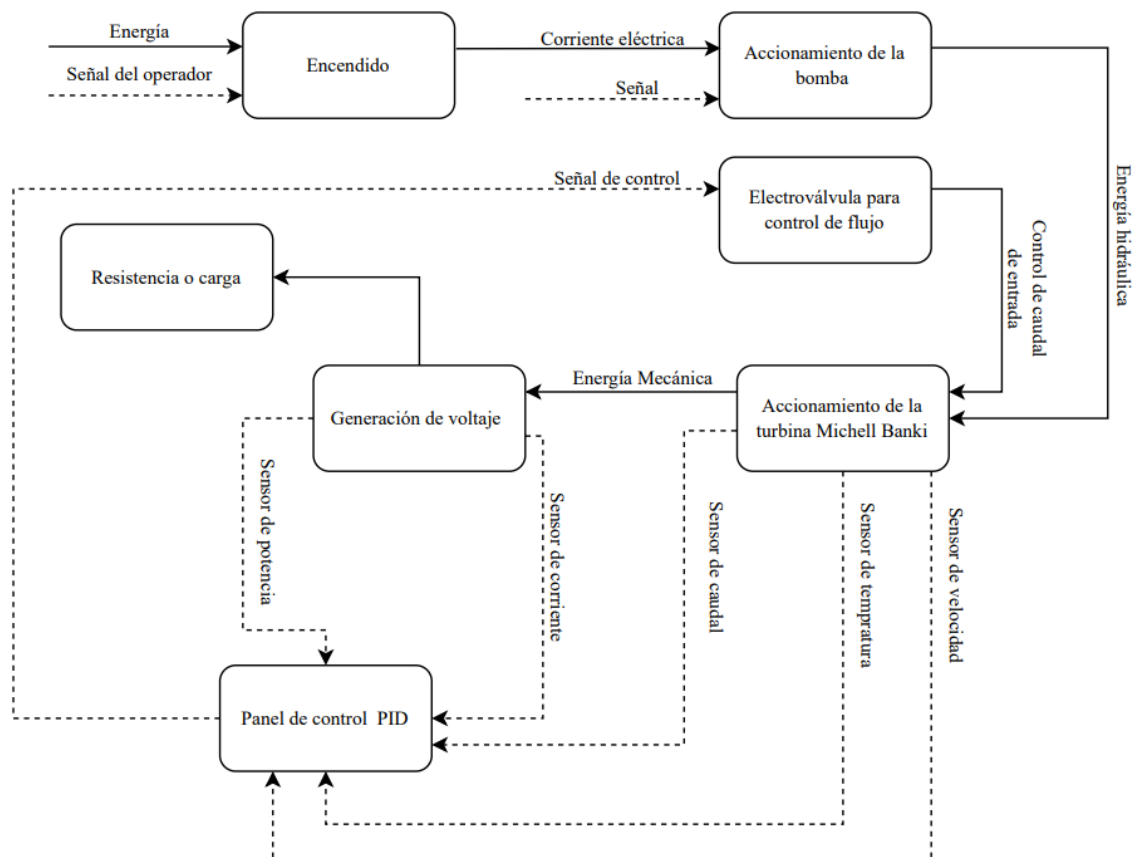 Energía
Señal del operador
Encendido
Corriente eléctrica
Señal
Accionamiento de la
bomba
Señal de control
Electroválvula para
control de flujo
Energía hidráulica
Control de caudal
de entrada
Resistencia o carga
Energía Mecánica
Generación de voltaje
Accionamiento de la
turbina Michell Banki
Sensor de
potencia
Sensor de corriente
Sensor de caudal
Sensor de tempratura
Sensor de velocidad
Panel de control PID